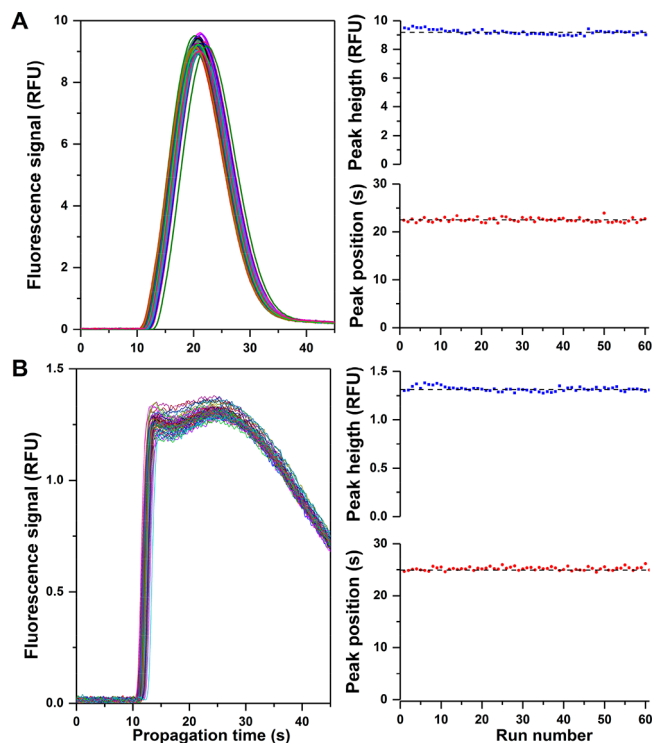 A
Fluorescence signal (RFU)
10
8
6
4
2
0
0 10 20 30 40
Peak heigth (RFU)
10
8
6
4
2
0
Peak position (s)
30
20
10
0
0 10 20 30 40 50 60
B
Fluorescence signal (RFU)
1.5
1.0
0.5
0.0
0 10 20 30 40
Propagation time (s)
Peak heigth (RFU)
1.5
1.0
0.5
0.0
Peak position (s)
30
20
10
0
0 10 20 30 40 50 60
Run number